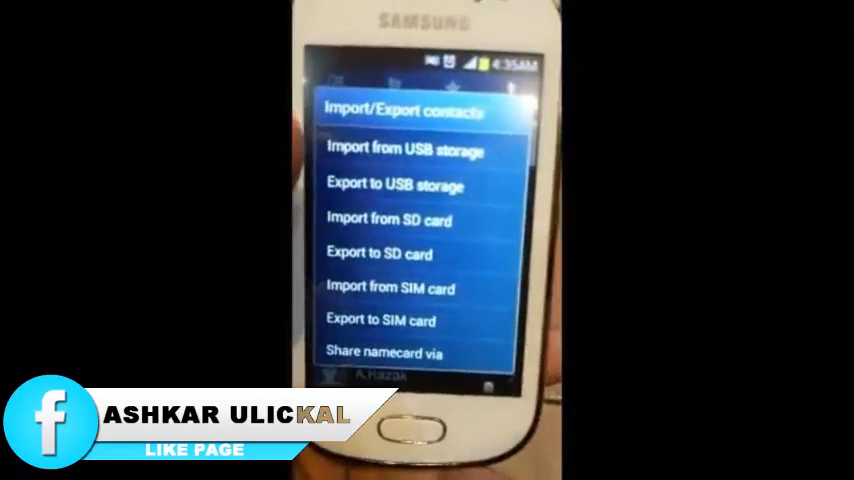 SAMSUNG
4:35AM
Import/Export contacts
Import from USB storage
Export to USB storage
Import from SD card
Export to SD card
Import from SIM card
Export to SIM card
Share namecard via
A.Razak
f
ASHKAR ULICKAL
LIKE PAGE